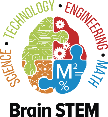 SCIENCE • TECHNOLOGY • ENGINEERING • MATH
M²
%
Brain STEM